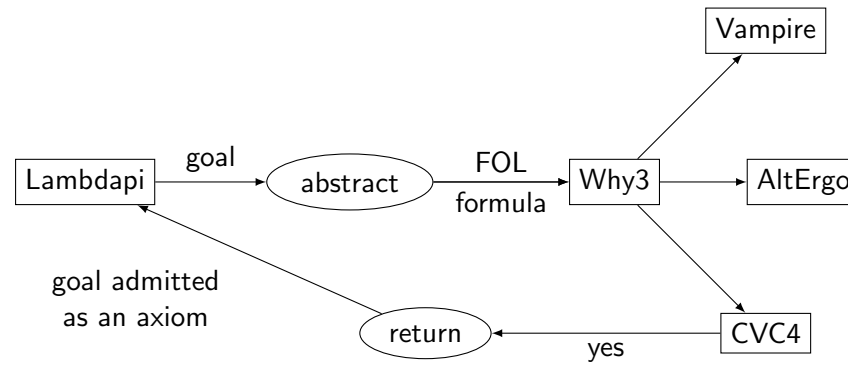 Vampire
goal
FOL
Lambdapi
abstract
Why3
AltErgo
formula
goal admitted
as an axiom
return
yes
CVC4